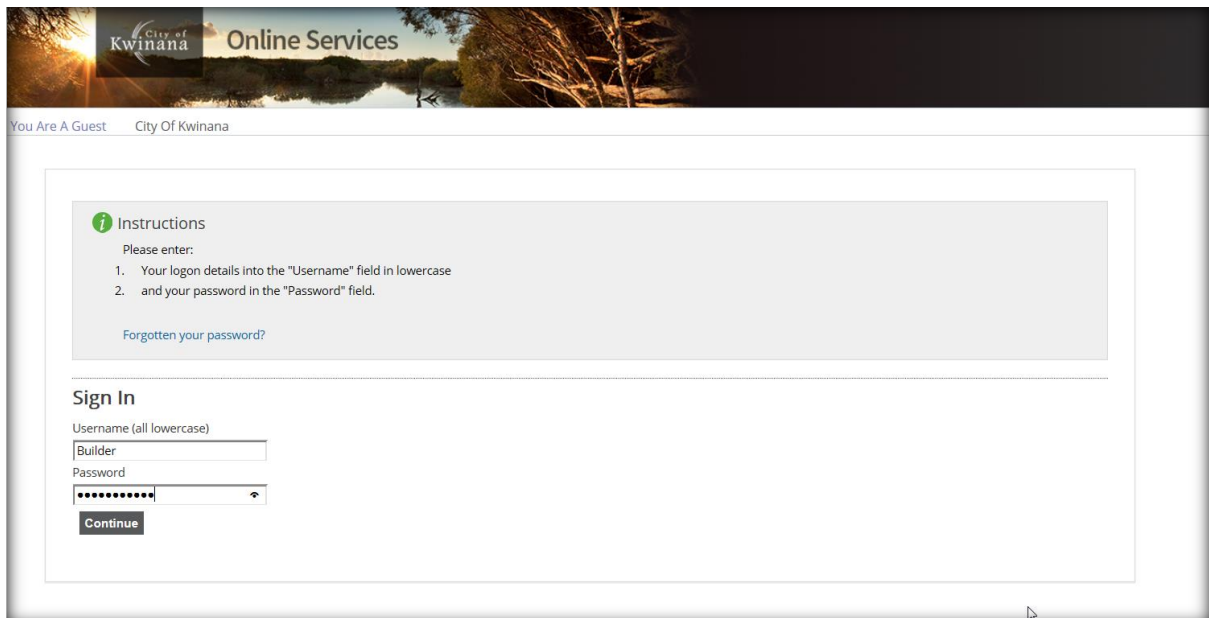 City of
Kwinana
Online Services
You Are A Guest City Of Kwinana
Instructions
Please enter:
1. Your logon details into the "Username" field in lowercase
2. and your password in the "Password" field.
Forgotten your password?
Sign In
Username (all lowercase)
Builder
Password
•••••••••••
Continue